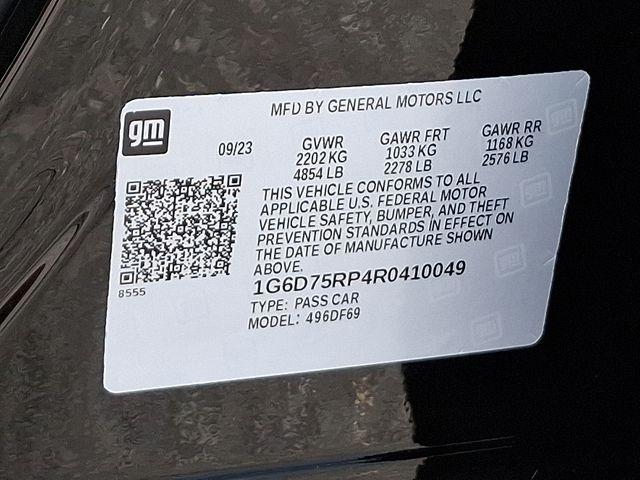 MFD BY GENERAL MOTORS LLC
gm
09/23 GVWR GAWR FRT GAWR RR
2202 KG 1033 KG 1168 KG
4854 LB 2278 LB 2576 LB
THIS VEHICLE CONFORMS TO ALL
APPLICABLE U.S. FEDERAL MOTOR
VEHICLE SAFETY, BUMPER, AND THEFT
PREVENTION STANDARDS IN EFFECT ON
THE DATE OF MANUFACTURE SHOWN
ABOVE.
8555
1G6D75RP4R0410049
TYPE: PASS CAR
MODEL: 496DF69